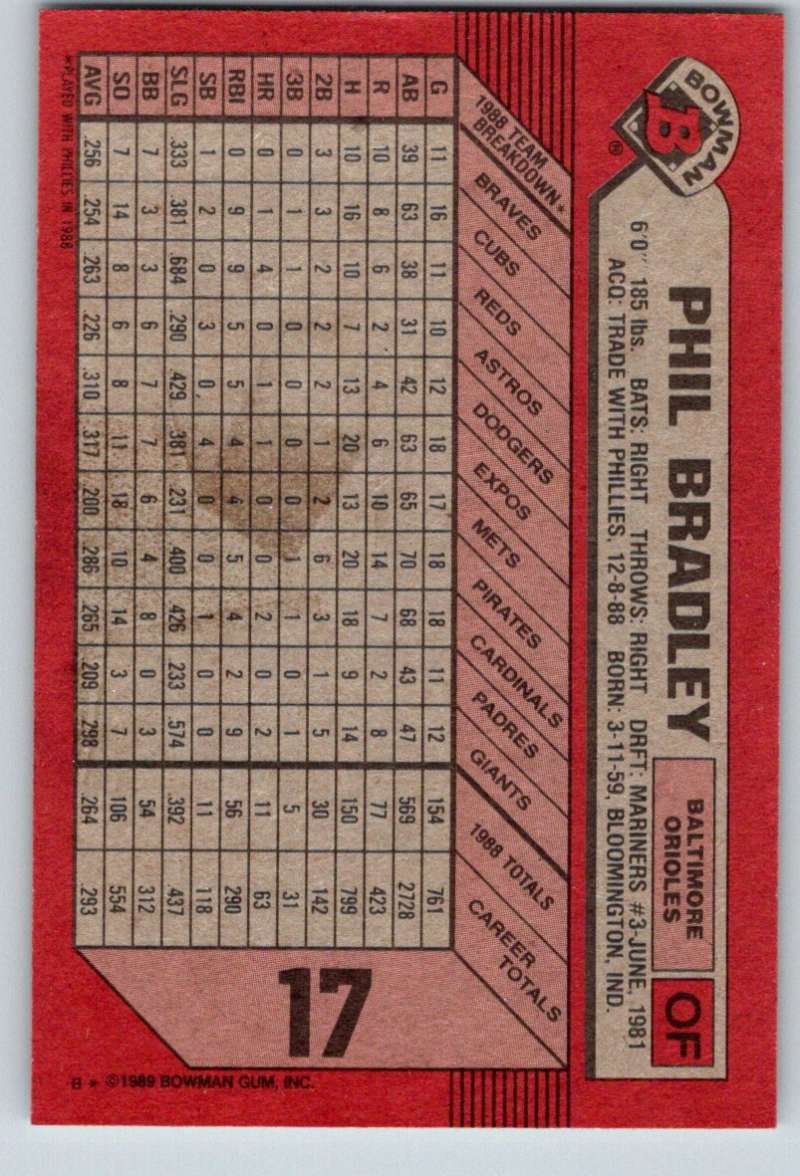 BOWMAN
B
®
PHIL BRADLEY
BALTIMORE
ORIOLES
OF
6'0" 185 lbs. BATS: RIGHT THROWS: RIGHT DRFT: MARINERS #3-JUNE, 1981
ACQ: TRADE WITH PHILLIES, 12-8-88 BORN: 3-11-59, BLOOMINGTON, IND.
1988 TEAM
BREAKDOWN*
BRAVES
CUBS
REDS
ASTROS
DODGERS
EXPOS
METS
PIRATES
CARDINALS
PADRES
GIANTS
1988 TOTALS
CAREER
TOTALS
G 11 16 11 10 12 18 17 18 18 11 12 154 761
AB 39 63 38 31 42 63 65 70 68 43 47 569 2728
R 10 8 6 2 4 6 10 14 7 2 8 77 423
H 10 16 10 7 13 20 13 20 18 9 14 150 799
2B 3 3 2 2 2 1 2 6 3 1 5 30 142
3B 0 1 1 0 0 0 0 1 1 0 1 5 31
HR 0 1 4 0 1 1 0 0 2 0 2 11 63
RBI 0 9 9 5 5 4 4 5 4 2 9 56 290
SB 1 2 0 3 0 4 0 0 1 0 0 11 118
SLG .333 .381 .684 .290 .429 .381 .231 .400 .426 .233 .574 .392 .437
BB 7 3 3 6 7 7 6 4 8 0 3 54 312
SO 7 14 8 6 8 11 18 10 14 3 7 106 554
AVG .256 .254 .263 .226 .310 .317 .200 .286 .265 .209 .298 .264 .293
*PLAYED WITH PHILLIES IN 1988
17
B * ©1989 BOWMAN GUM, INC.